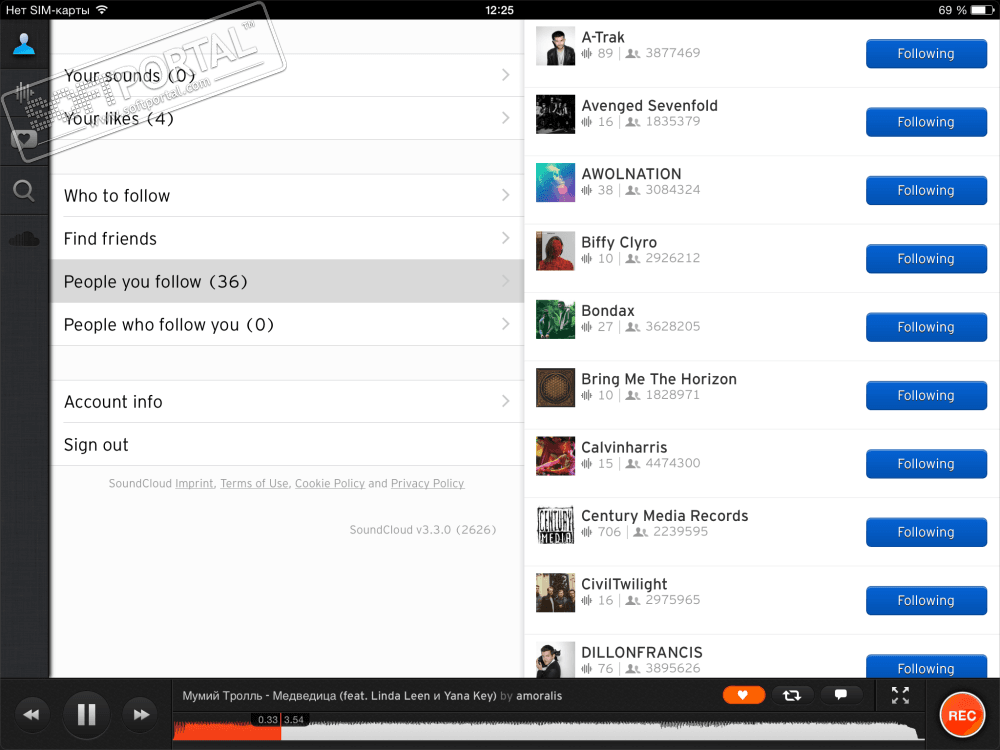 Нет SIM-карты
12:25
69 %
SOFTPORTAL™
www.softportal.com
Your sounds (0)
Your likes (4)
Who to follow
Find friends
People you follow (36)
People who follow you (0)
Account info
Sign out
SoundCloud Imprint, Terms of Use, Cookie Policy and Privacy Policy
SoundCloud v3.3.0 (2626)
A-Trak
89 | 3877469
Following
Avenged Sevenfold
16 | 1835379
Following
AWOLNATION
38 | 3084324
Following
Biffy Clyro
10 | 2926212
Following
Bondax
27 | 3628205
Following
Bring Me The Horizon
10 | 1828971
Following
Calvinharris
15 | 4474300
Following
CENTURY
MEDIA
Century Media Records
706 | 2239595
Following
CivilTwilight
16 | 2975965
Following
DILLONFRANCIS
76 | 3895626
Following
Мумий Тролль - Медведица (feat. Linda Leen и Yana Key) by amoralis
0.33 | 3.54
REC